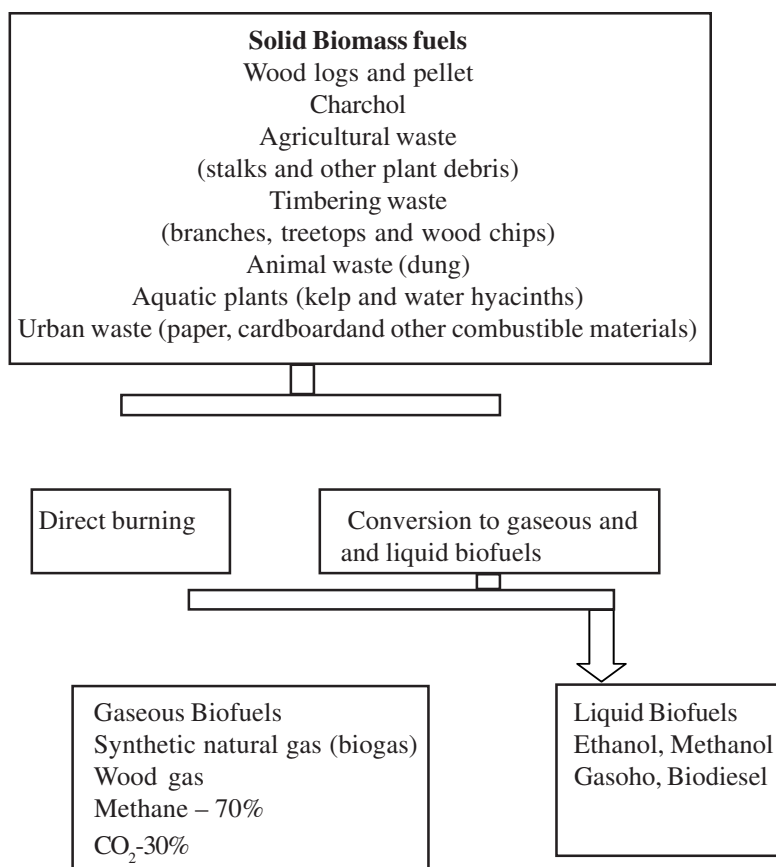 Solid Biomass fuels
Wood logs and pellet
Charchol
Agricultural waste
(stalks and other plant debris)
Timbering waste
(branches, treetops and wood chips)
Animal waste (dung)
Aquatic plants (kelp and water hyacinths)
Urban waste (paper, cardboardand other combustible materials)
Direct burning
Conversion to gaseous and
and liquid biofuels
Gaseous Biofuels
Synthetic natural gas (biogas)
Wood gas
Methane – 70%
CO₂-30%
Liquid Biofuels
Ethanol, Methanol
Gasoho, Biodiesel